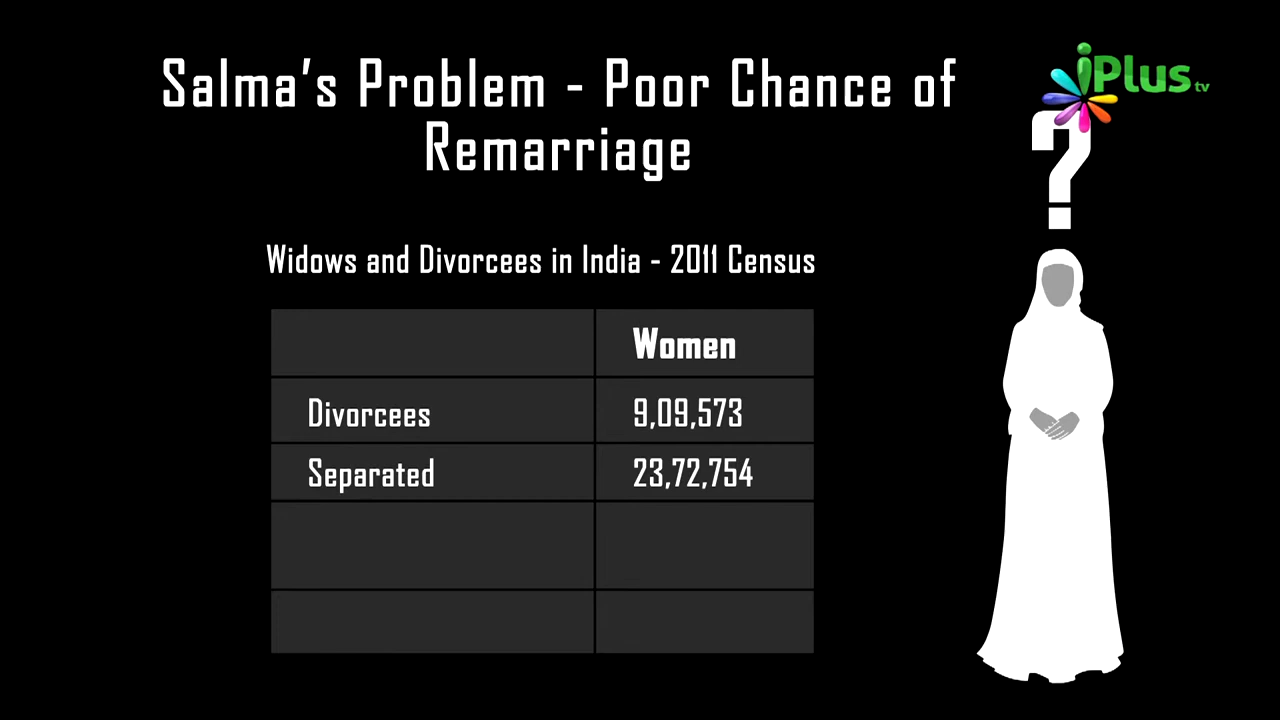 Salma's Problem - Poor Chance of
Remarriage
iPlus tv
?
Widows and Divorcees in India - 2011 Census
Women
Divorcees 9,09,573
Separated 23,72,754